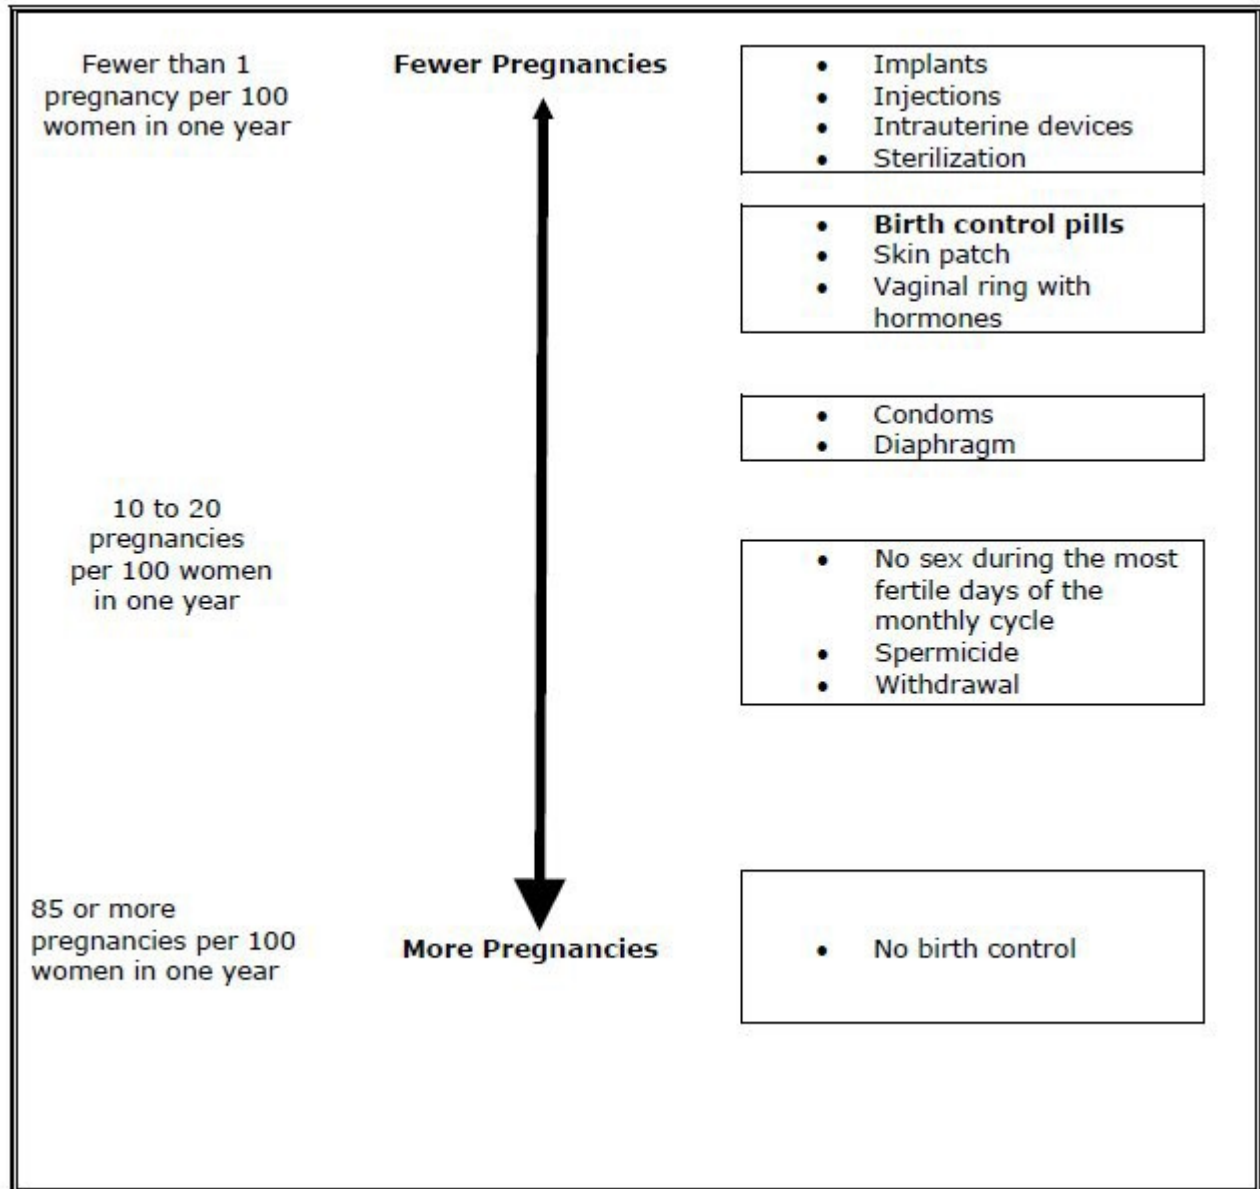 Fewer than 1
pregnancy per 100
women in one year
Fewer Pregnancies
• Implants
• Injections
• Intrauterine devices
• Sterilization
• Birth control pills
• Skin patch
• Vaginal ring with
hormones
• Condoms
• Diaphragm
10 to 20
pregnancies
per 100 women
in one year
• No sex during the most
fertile days of the
monthly cycle
• Spermicide
• Withdrawal
85 or more
pregnancies per 100
women in one year
More Pregnancies
• No birth control